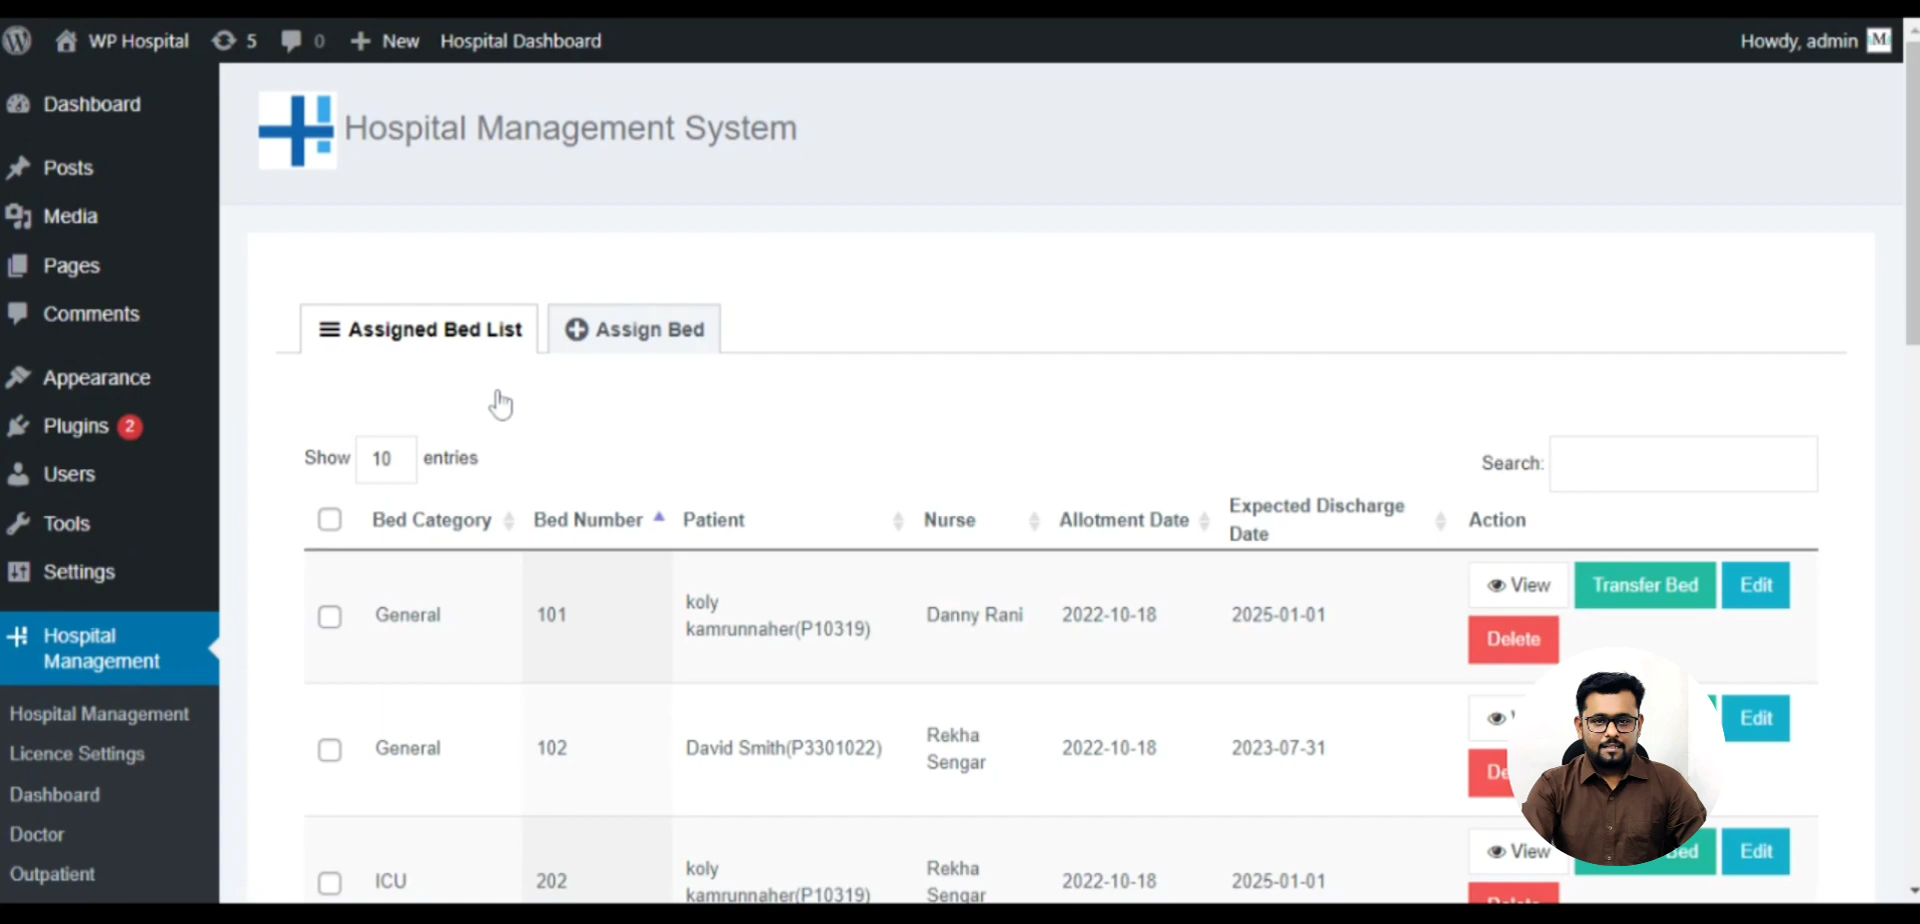 WP Hospital 5 0 New Hospital Dashboard Howdy, admin M
Dashboard
Hospital Management System
Posts
Media
Pages
Comments
Assigned Bed List Assign Bed
Appearance
Plugins 2
Show 10 entries Search:
Users
Expected Discharge
Bed Category Bed Number Patient Nurse Allotment Date Action
Tools Date
Settings
koly View Transfer Bed Edit
General 101 Danny Rani 2022-10-18 2025-01-01
kamrunnaher(P10319)
Hospital Delete
Management
Hospital Management Edit
Rekha
General 102 David Smith(P3301022) 2022-10-18 2023-07-31
Licence Settings Sengar
Dashboard
Doctor
View Edit
Outpatient koly Rekha
ICU 202 2022-10-18 2025-01-01
kamrunnaher(P10319) Sengar